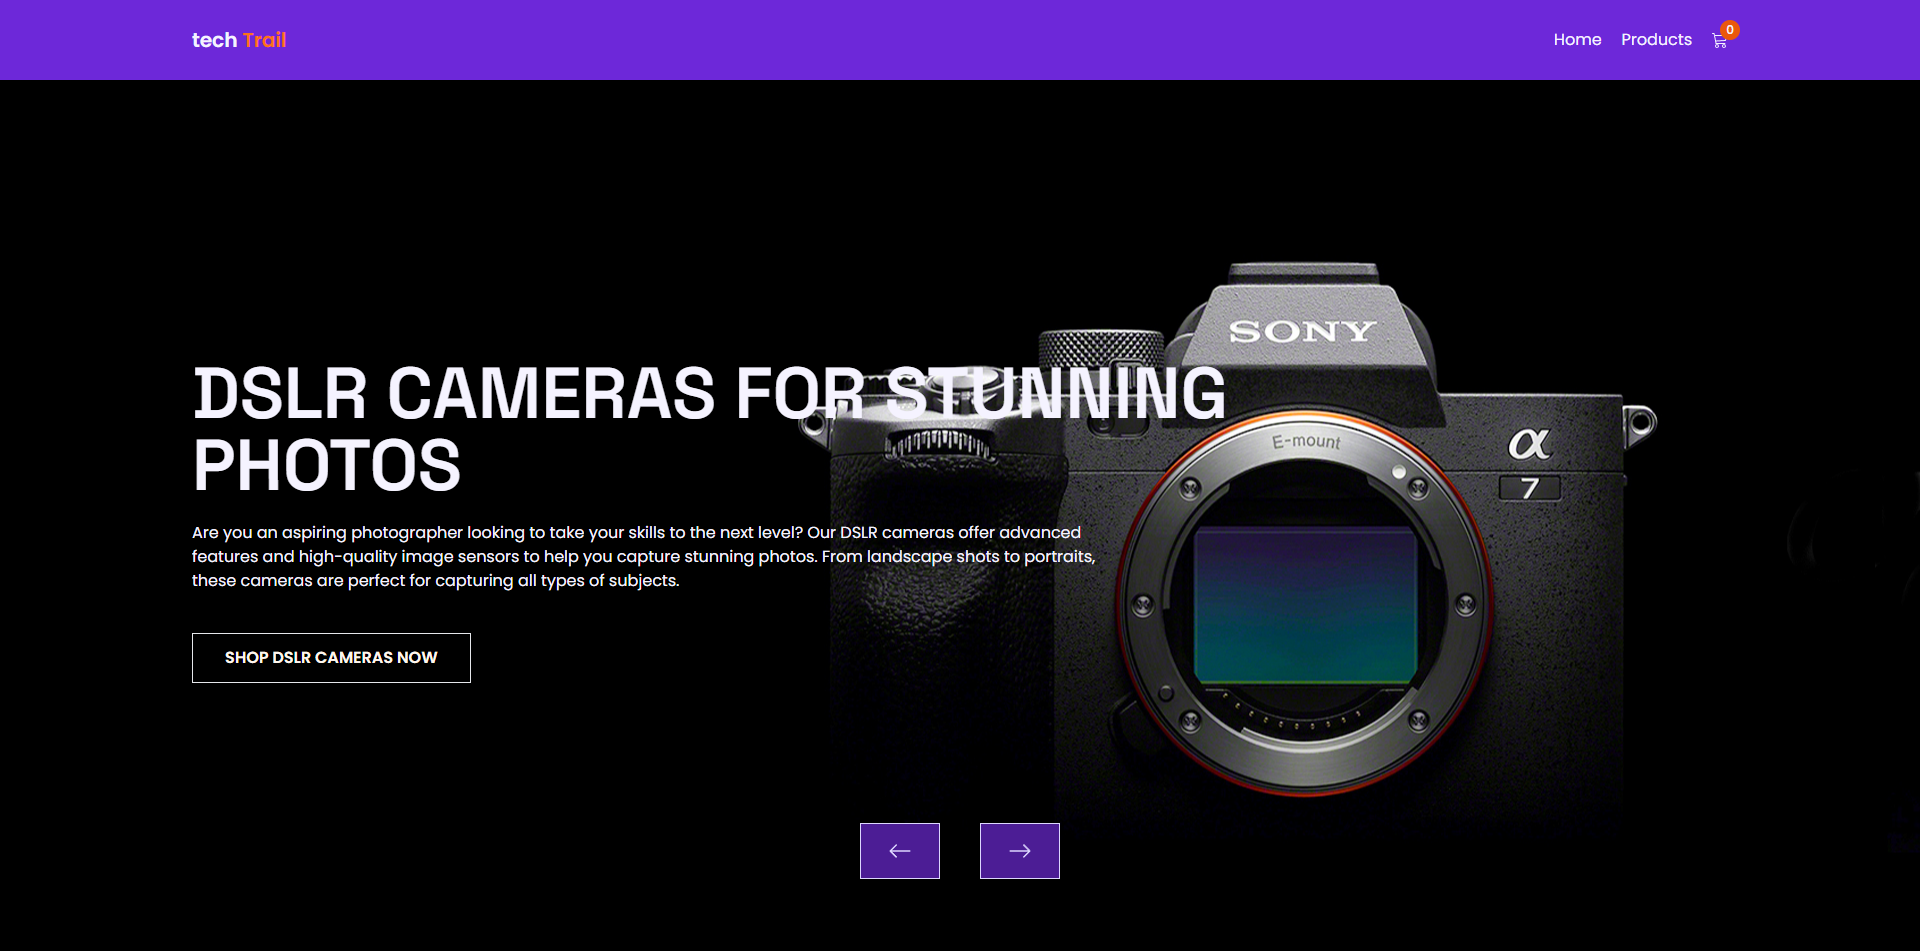 tech Trail
Home Products 0
SONY
DSLR CAMERAS FOR STUNNING
PHOTOS
E-mount
α
7
Are you an aspiring photographer looking to take your skills to the next level? Our DSLR cameras offer advanced
features and high-quality image sensors to help you capture stunning photos. From landscape shots to portraits,
these cameras are perfect for capturing all types of subjects.
SHOP DSLR CAMERAS NOW